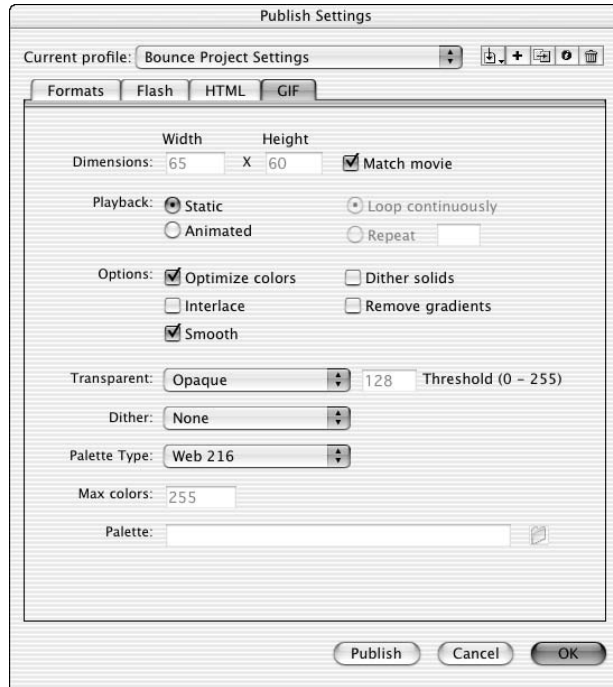 Publish Settings
Current profile: Bounce Project Settings
Formats Flash HTML GIF
Width Height
Dimensions: 65 X 60 Match movie
Playback: Static Loop continuously
Animated Repeat
Options: Optimize colors Dither solids
Interlace Remove gradients
Smooth
Transparent: Opaque 128 Threshold (0 – 255)
Dither: None
Palette Type: Web 216
Max colors: 255
Palette:
Publish Cancel OK